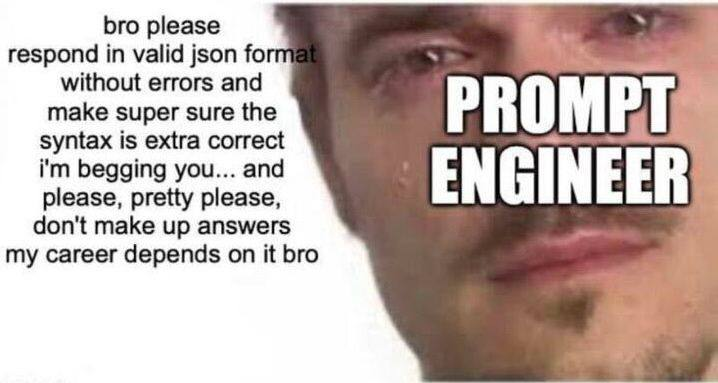 bro please
respond in valid json format
without errors and
make super sure the
syntax is extra correct
i'm begging you... and
please, pretty please,
don't make up answers
my career depends on it bro
PROMPT
ENGINEER